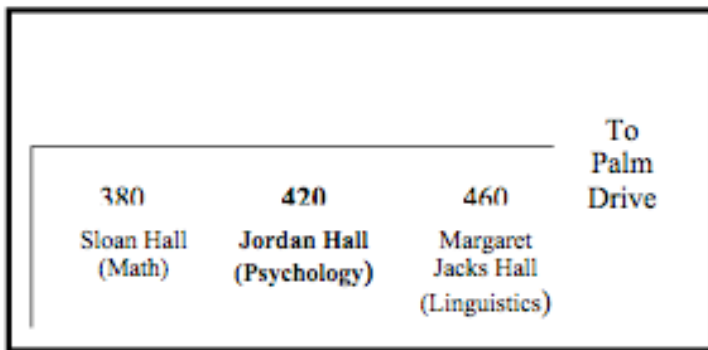 To
Palm
Drive
380 420 460
Sloan Hall Jordan Hall Margaret
(Math) (Psychology) Jacks Hall
(Linguistics)